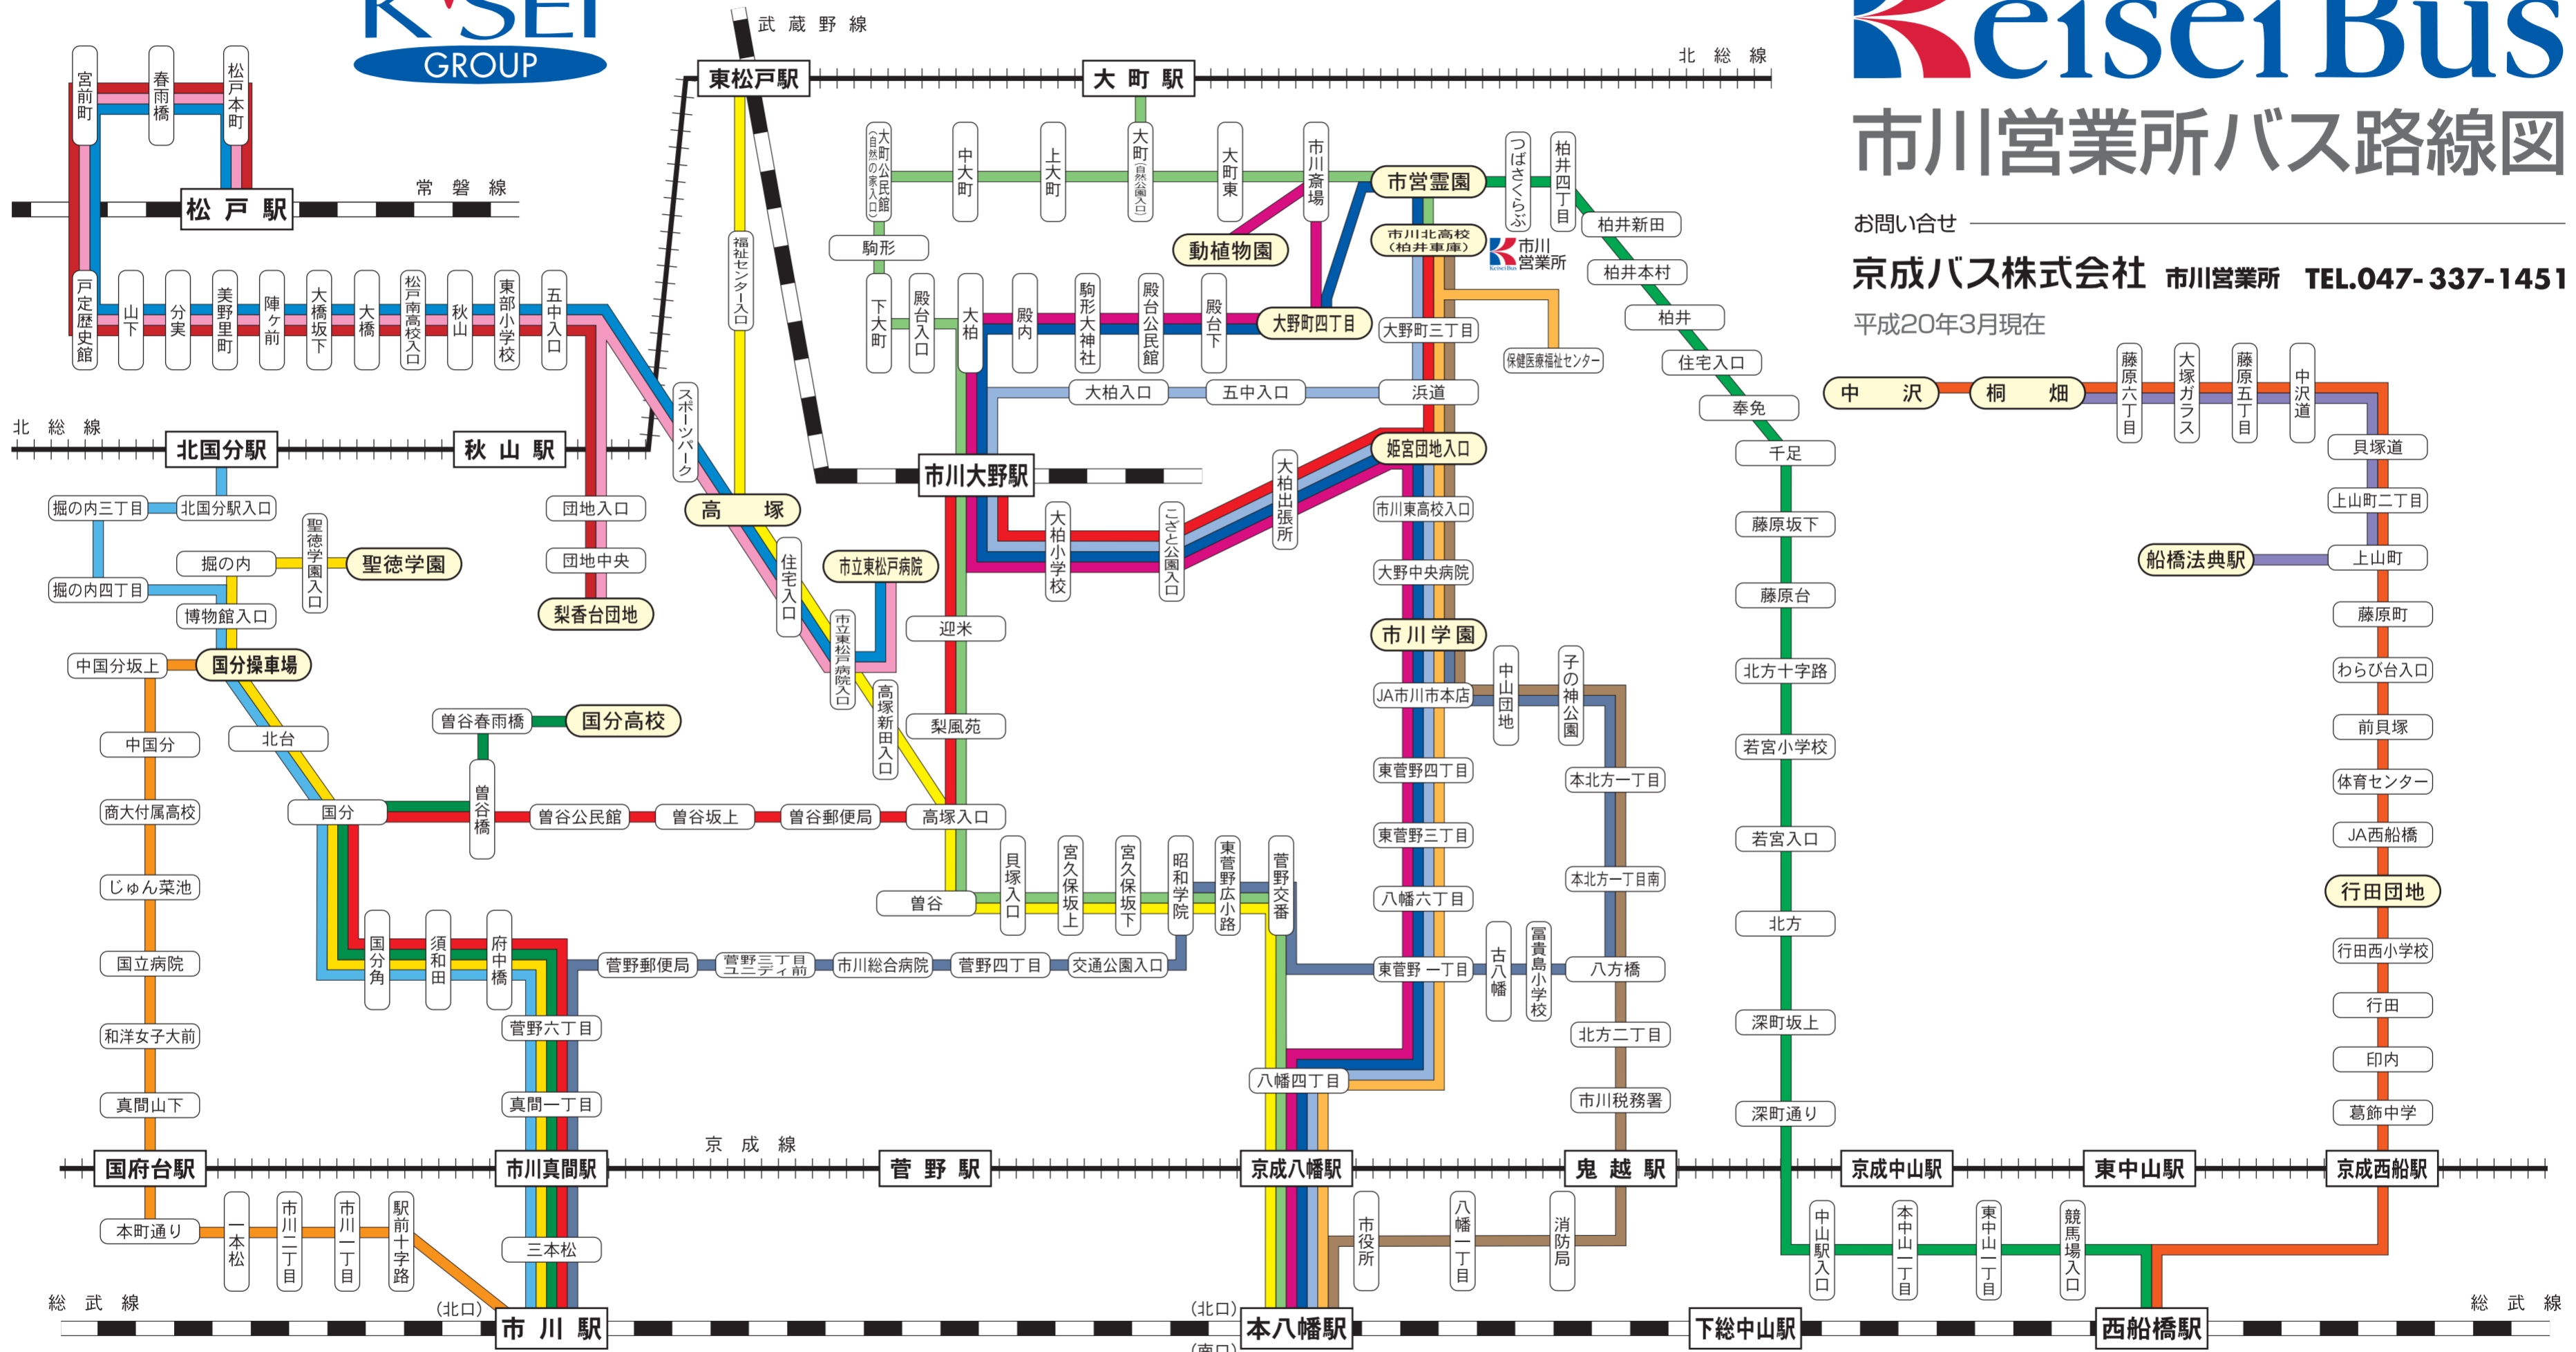 K'SEI
GROUP
Keisei Bus
市川営業所バス路線図
お問い合せ
京成バス株式会社 市川営業所 TEL.047-337-1451
平成20年3月現在
武蔵野線
北総線
東松戸駅
大町駅
宮前町
春雨橋
松戸本町
常磐線
松戸駅
戸定歴史館
山下
分実
美野里町
陣ヶ前
大橋坂下
大橋
松戸南高校入口
秋山
東部小学校
五中入口
福祉センター入口
大町公民館(自然の家入口)
中大町
上大町
大町(自然公園入口)
大町東
市川斎場
市営霊園
つばさくらぶ
柏井四丁目
駒形
動植物園
市川北高校
(柏井車庫)
Keisei Bus
市川
営業所
柏井新田
柏井本村
柏井
住宅入口
奉免
千足
下大町
殿台入口
大柏
殿内
駒形大神社
殿台公民館
殿台下
大野町四丁目
大野町三丁目
保健医療福祉センター
大柏入口
五中入口
浜道
中沢
桐畑
藤原六丁目
大塚ガラス
藤原五丁目
中沢道
貝塚道
上山町二丁目
船橋法典駅
上山町
藤原町
わらび台入口
前貝塚
体育センター
JA西船橋
行田団地
行田西小学校
行田
印内
葛飾中学
北総線
北国分駅
秋山駅
スポーツパーク
市川大野駅
姫宮団地入口
大柏出張所
大柏小学校
こざと公園入口
市川東高校入口
大野中央病院
市川学園
JA市川市本店
中山団地
子の神公園
東菅野四丁目
東菅野三丁目
八幡六丁目
東菅野一丁目
古八幡
冨貴島小学校
八方橋
本北方一丁目
本北方一丁目南
北方二丁目
市川税務署
藤原坂下
藤原台
北方十字路
若宮小学校
若宮入口
北方
深町坂上
深町通り
掘の内三丁目
北国分駅入口
聖徳学園入口
聖徳学園
掘の内
掘の内四丁目
博物館入口
中国分坂上
国分操車場
団地入口
団地中央
梨香台団地
高塚
住宅入口
市立東松戸病院
市立東松戸病院入口
高塚新田入口
迎米
梨風苑
高塚入口
曽谷春雨橋
国分高校
曽谷橋
曽谷公民館
曽谷坂上
曽谷郵便局
北台
国分
中国分
商大付属高校
じゅん菜池
国立病院
和洋女子大前
真間山下
曽谷
貝塚入口
宮久保坂上
宮久保坂下
昭和学院
東菅野広小路
菅野交番
国分角
須和田
府中橋
菅野郵便局
菅野三丁目
ユニディ前
市川総合病院
菅野四丁目
交通公園入口
菅野六丁目
真間一丁目
八幡四丁目
京成線
国府台駅
市川真間駅
菅野駅
京成八幡駅
鬼越駅
京成中山駅
東中山駅
京成西船駅
本町通り
一本松
市川二丁目
市川一丁目
駅前十字路
三本松
市役所
八幡一丁目
消防局
中山駅入口
本中山一丁目
東中山一丁目
競馬場入口
総武線
(北口)
市川駅
(北口)
本八幡駅
(南口)
下総中山駅
西船橋駅
総武線